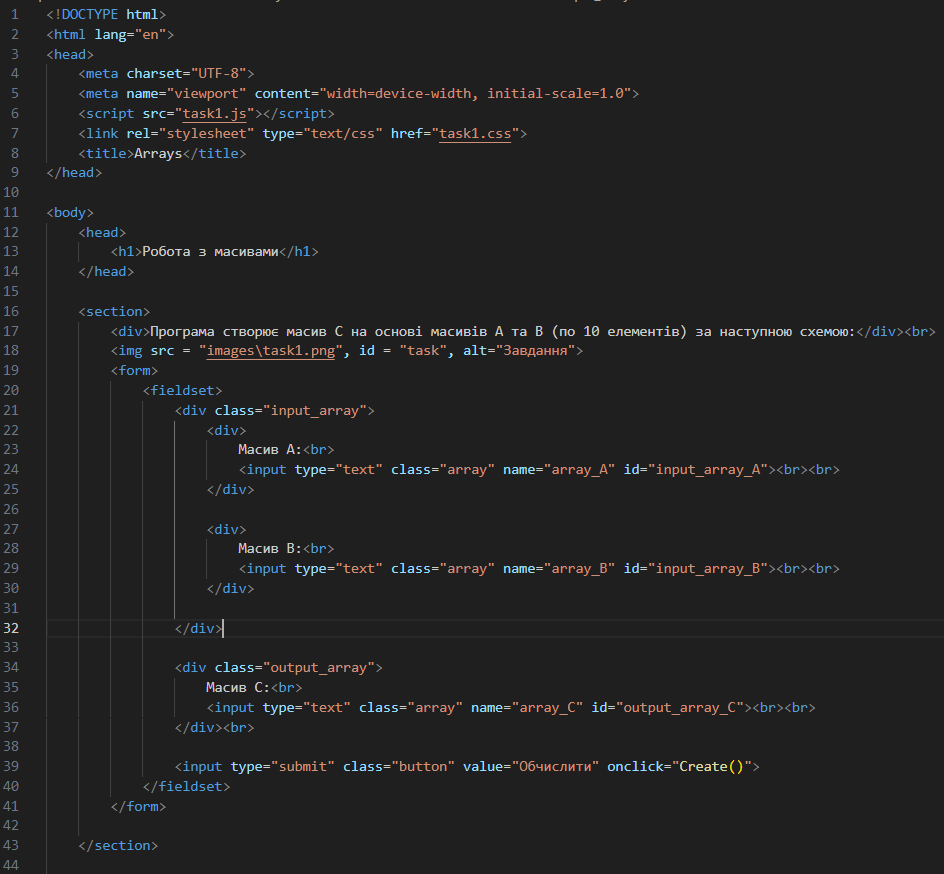 1 <!DOCTYPE html>
2 <html lang="en">
3 <head>
4     <meta charset="UTF-8">
5     <meta name="viewport" content="width=device-width, initial-scale=1.0">
6     <script src="task1.js"></script>
7     <link rel="stylesheet" type="text/css" href="task1.css">
8     <title>Arrays</title>
9 </head>
10
11 <body>
12     <head>
13         <h1>Робота з масивами</h1>
14     </head>
15
16     <section>
17         <div>Програма створює масив С на основі масивів А та В (по 10 елементів) за наступною схемою:</div><br>
18         <img src = "images\task1.png", id = "task", alt="Завдання">
19         <form>
20             <fieldset>
21                 <div class="input_array">
22                     <div>
23                         Масив А:<br>
24                         <input type="text" class="array" name="array_A" id="input_array_A"><br><br>
25                     </div>
26
27                     <div>
28                         Масив В:<br>
29                         <input type="text" class="array" name="array_B" id="input_array_B"><br><br>
30                     </div>
31
32                 </div>
33
34                 <div class="output_array">
35                     Масив С:<br>
36                     <input type="text" class="array" name="array_C" id="output_array_C"><br><br>
37                 </div><br>
38
39                 <input type="submit" class="button" value="Обчислити" onclick="Create()">
40             </fieldset>
41         </form>
42
43     </section>
44